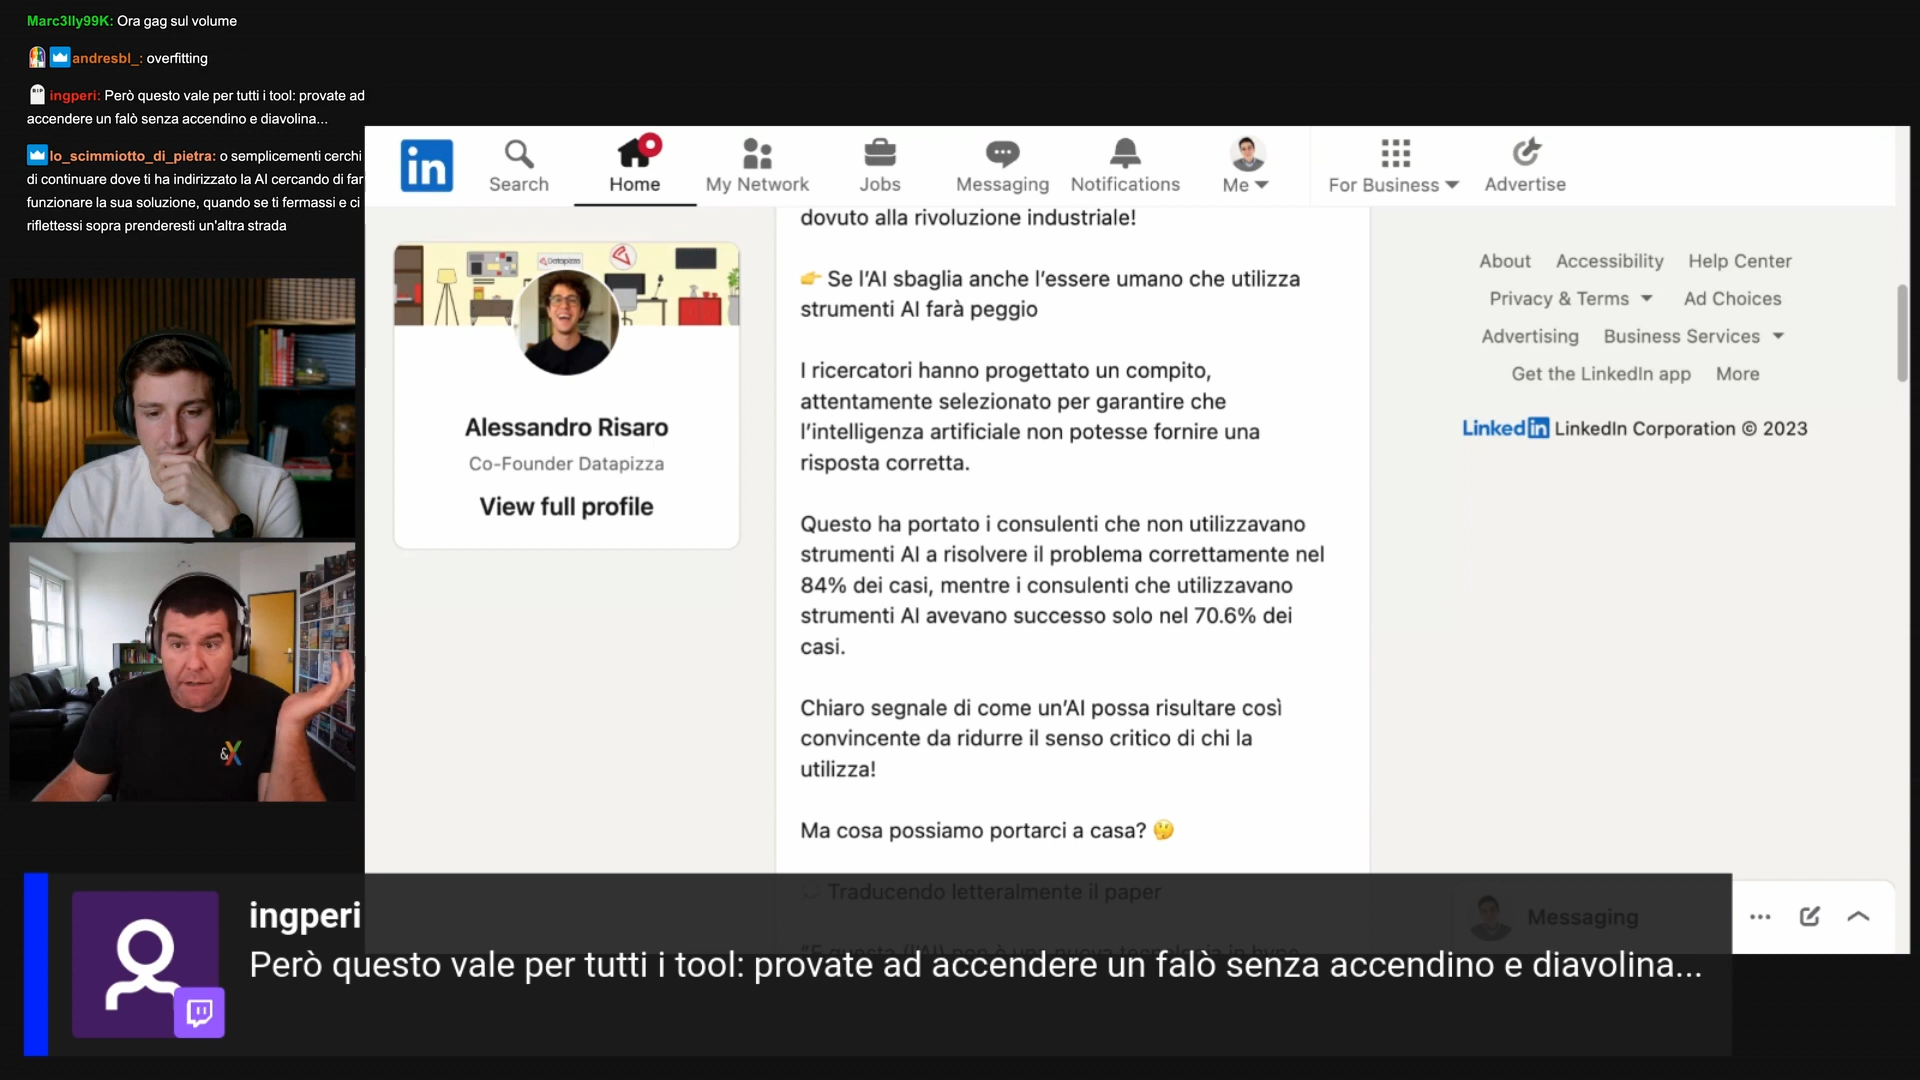 Marc3lly99K: Ora gag sul volume
andresbl_: overfitting
ingperi: Però questo vale per tutti i tool: provate ad
accendere un falò senza accendino e diavolina...
lo_scimmiotto_di_pietra: o semplicementi cerchi
di continuare dove ti ha indirizzato la AI cercando di far
funzionare la sua soluzione, quando se ti fermassi e ci
riflettessi sopra prenderesti un'altra strada
in
Search
Home
My Network
Jobs
Messaging
Notifications
Me
For Business
Advertise
Datapizza
Alessandro Risaro
Co-Founder Datapizza
View full profile
dovuto alla rivoluzione industriale!
👉 Se l’AI sbaglia anche l’essere umano che utilizza
strumenti AI farà peggio
I ricercatori hanno progettato un compito,
attentamente selezionato per garantire che
l’intelligenza artificiale non potesse fornire una
risposta corretta.
Questo ha portato i consulenti che non utilizzavano
strumenti AI a risolvere il problema correttamente nel
84% dei casi, mentre i consulenti che utilizzavano
strumenti AI avevano successo solo nel 70.6% dei
casi.
Chiaro segnale di come un’AI possa risultare così
convincente da ridurre il senso critico di chi la
utilizza!
Ma cosa possiamo portarci a casa? 🤔
Traducendo letteralmente il paper
About Accessibility Help Center
Privacy & Terms Ad Choices
Advertising Business Services
Get the LinkedIn app More
Linkedin LinkedIn Corporation © 2023
Messaging
&X
ingperi
Però questo vale per tutti i tool: provate ad accendere un falò senza accendino e diavolina...